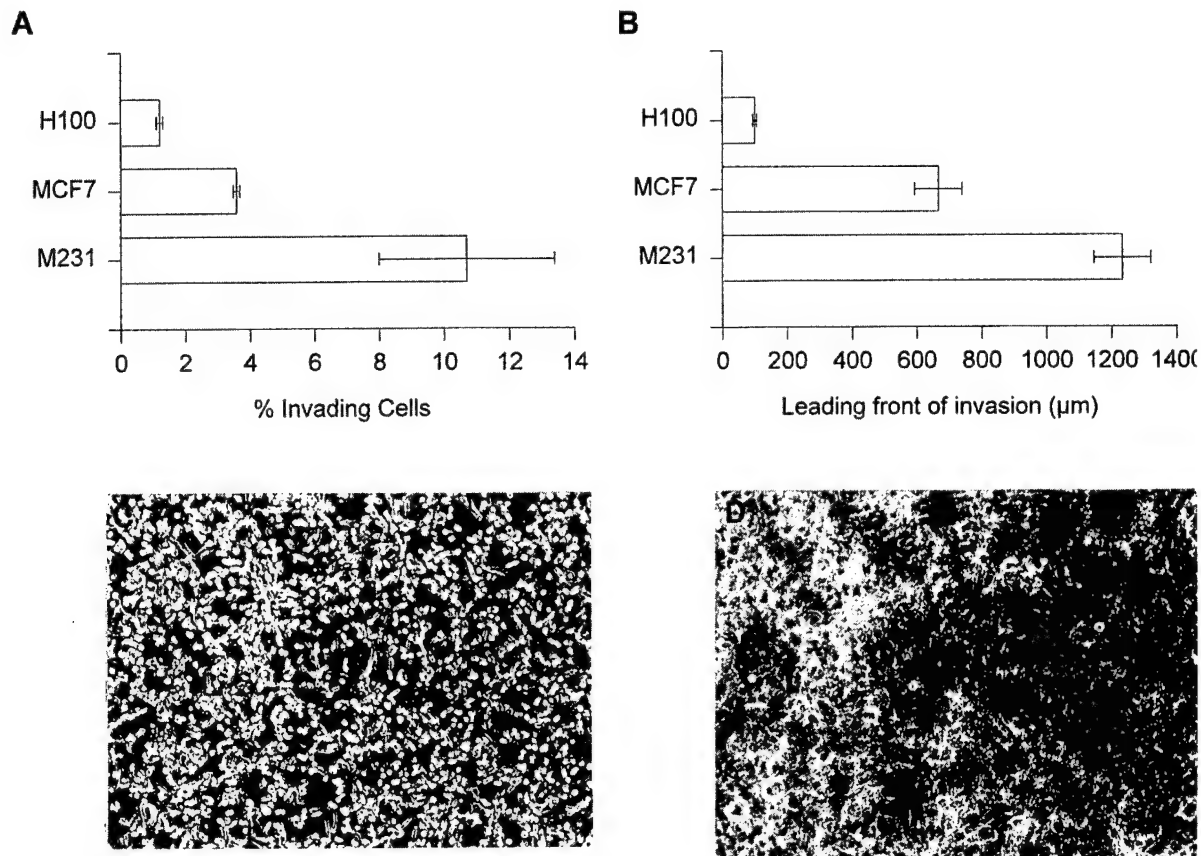 A
H100
MCF7
M231
0 2 4 6 8 10 12 14
% Invading Cells
B
H100
MCF7
M231
0 200 400 600 800 1000 1200 140(
Leading front of invasion (µm)
C
D